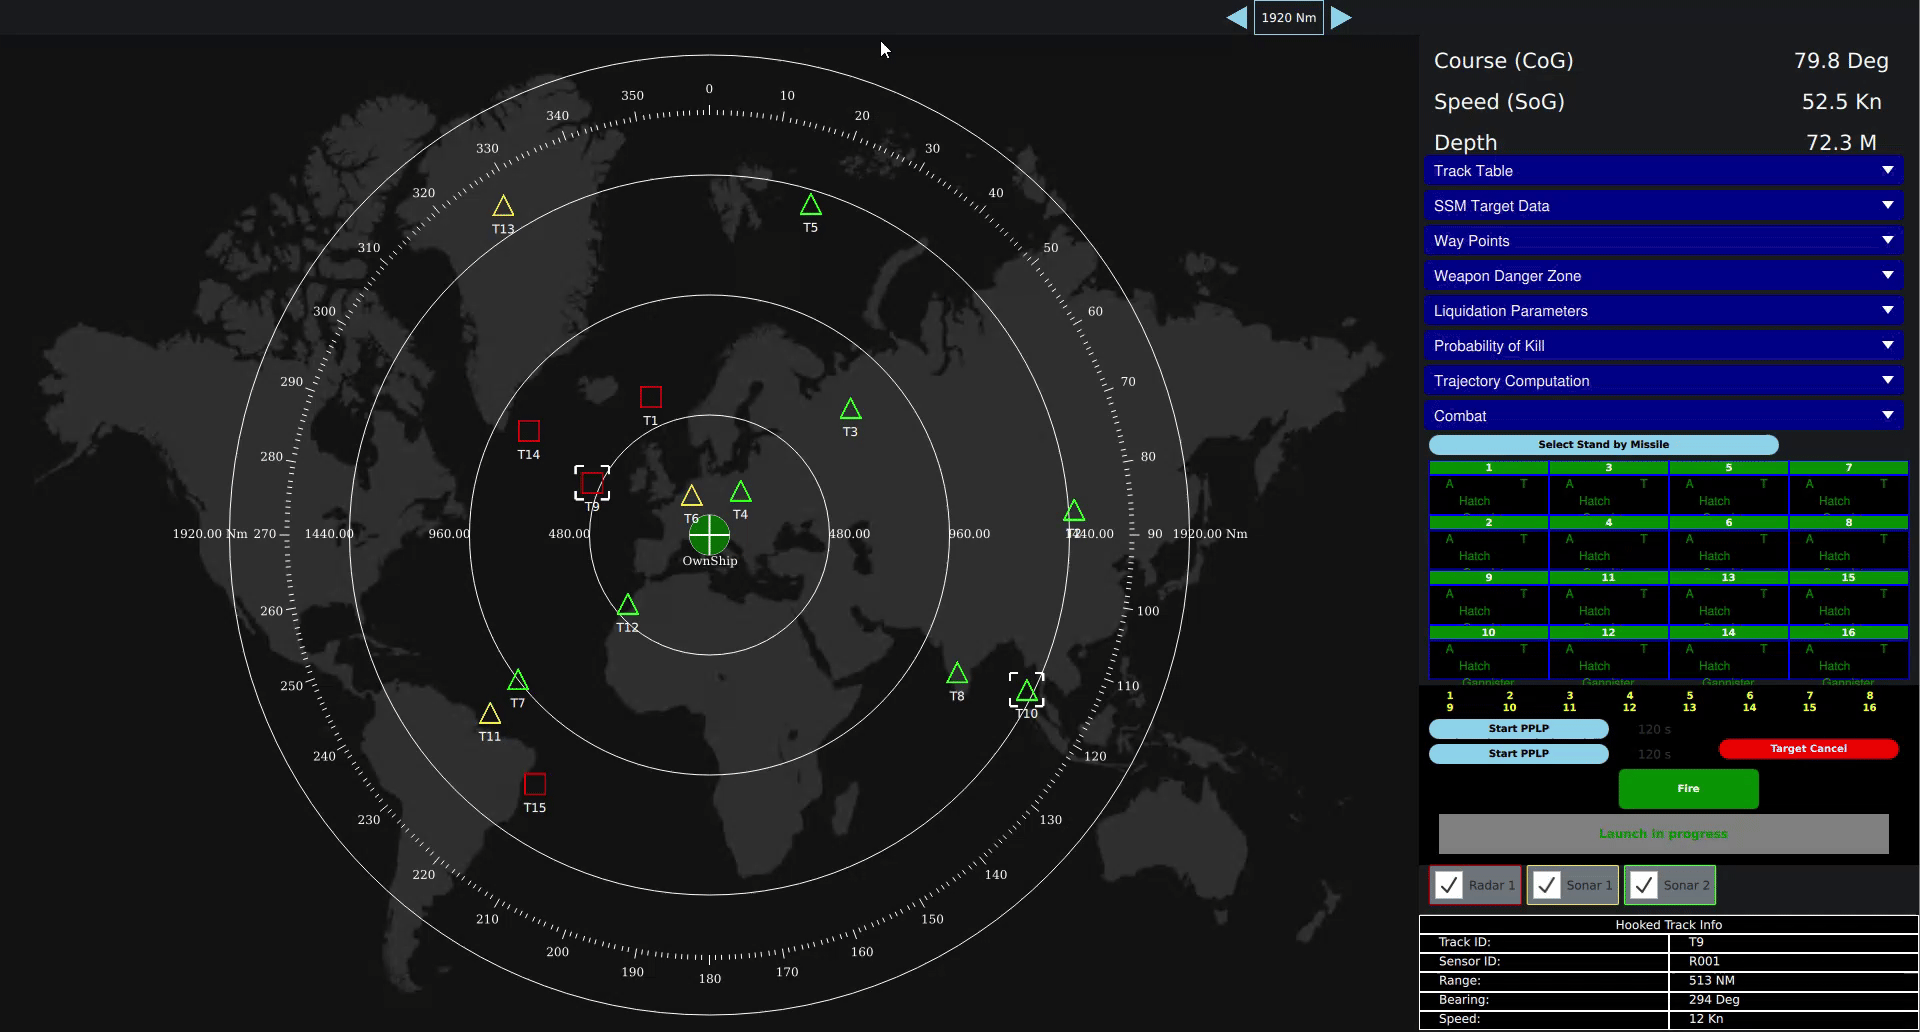 1920 Nm
Course (CoG) 79.8 Deg
Speed (SoG) 52.5 Kn
Depth 72.3 M
Track Table
SSM Target Data
Way Points
Weapon Danger Zone
Liquidation Parameters
Probability of Kill
Trajectory Computation
Combat
Select Stand by Missile
1 3 5 7
A T A T A T A T
Hatch Hatch Hatch Hatch
2 4 6 8
A T A T A T A T
Hatch Hatch Hatch Hatch
9 11 13 15
A T A T A T A T
Hatch Hatch Hatch Hatch
10 12 14 16
A T A T A T A T
Hatch Hatch Hatch Hatch
Gannister Gannister Gannister Gannister
1 2 3 4 5 6 7 8
9 10 11 12 13 14 15 16
Start PPLP 120 s
Start PPLP 120 s
Target Cancel
Fire
Launch in progress
Radar 1 Sonar 1 Sonar 2
Hooked Track Info
Track ID: T9
Sensor ID: R001
Range: 513 NM
Bearing: 294 Deg
Speed: 12 Kn
0
350 10
340 20
330 30
320 40
T13 T5
310 50
300 60
290 70
T1
T3
T14
280 80
T9
T4
T6
1920.00 Nm 270 1440.00 960.00 480.00 480.00 960.00 1440.00 90 1920.00 Nm
OwnShip
260 100
T12
250 110
T8
T7
T10
T11
240 120
T15
230 130
220 140
210 150
200 160
190 170
180